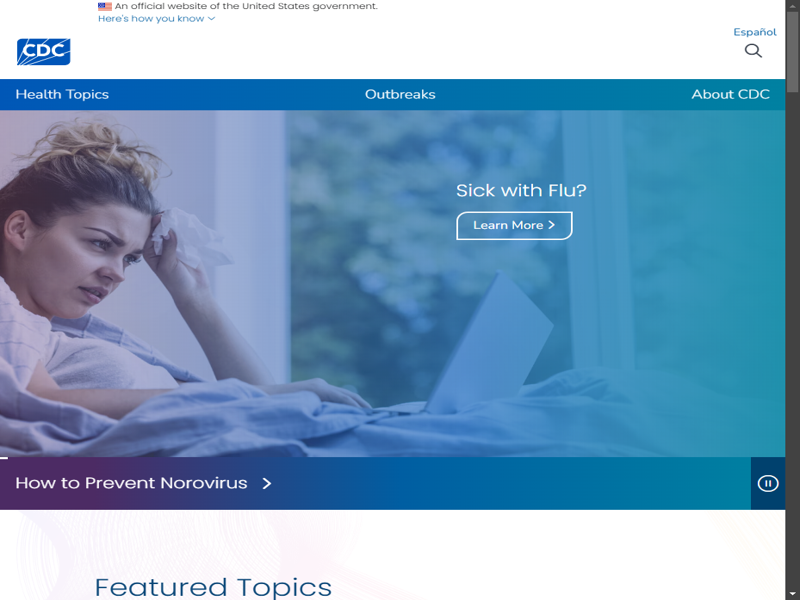 An official website of the United States government.
Here's how you know
Español
CDC
Health Topics
Outbreaks
About CDC
Sick with Flu?
Learn More
How to Prevent Norovirus
Featured Topics